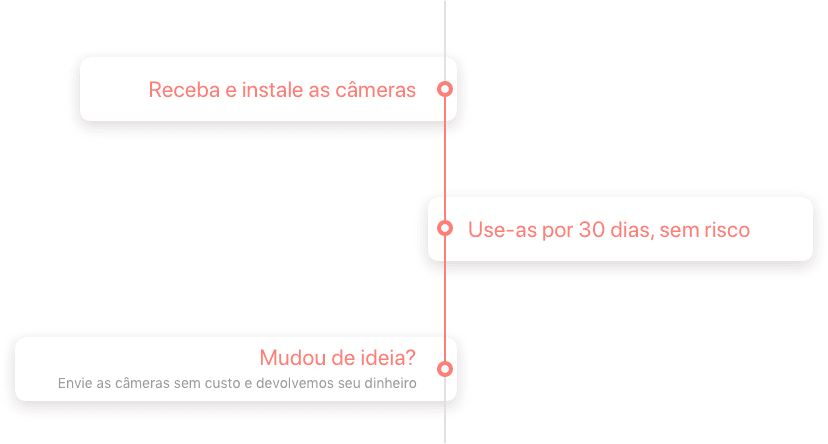 Receba e instale as câmeras
Use-as por 30 dias, sem risco
Mudou de ideia?
Envie as câmeras sem custo e devolvemos seu dinheiro